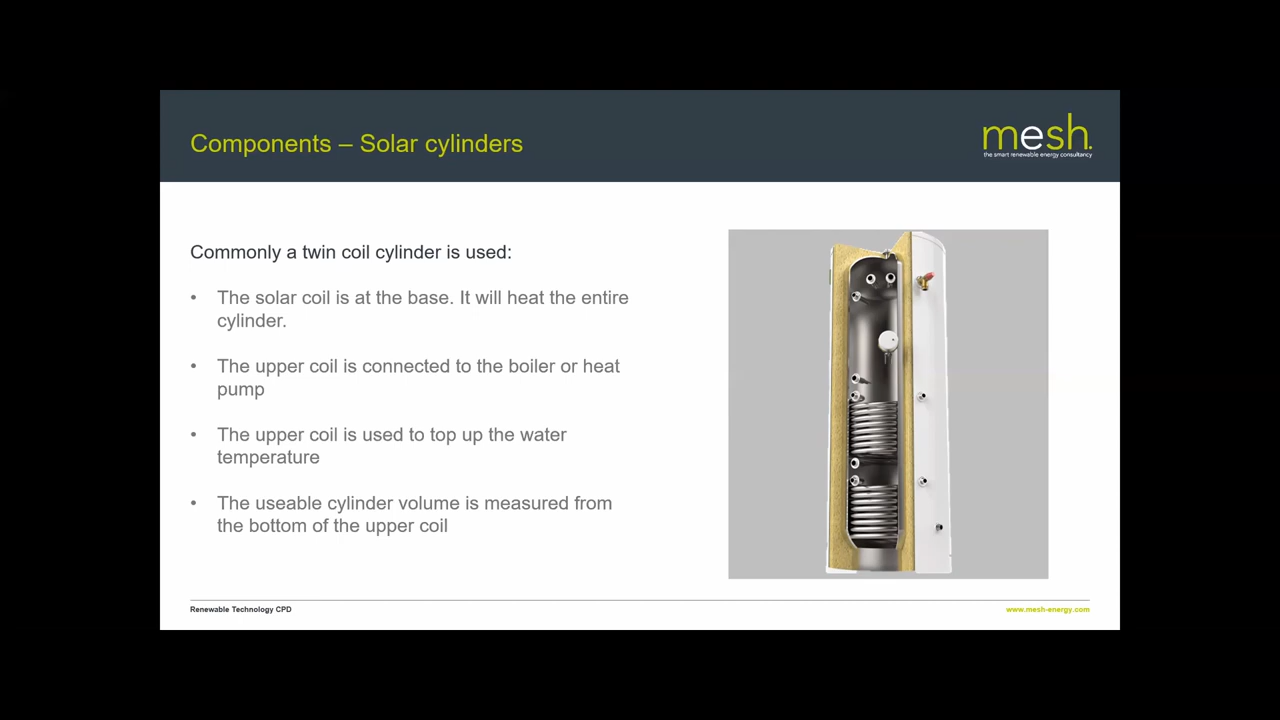 Components – Solar cylinders
mesh.
the smart renewable energy consultancy
Commonly a twin coil cylinder is used:
• The solar coil is at the base. It will heat the entire
cylinder.
• The upper coil is connected to the boiler or heat
pump
• The upper coil is used to top up the water
temperature
• The useable cylinder volume is measured from
the bottom of the upper coil
Renewable Technology CPD
www.mesh-energy.com